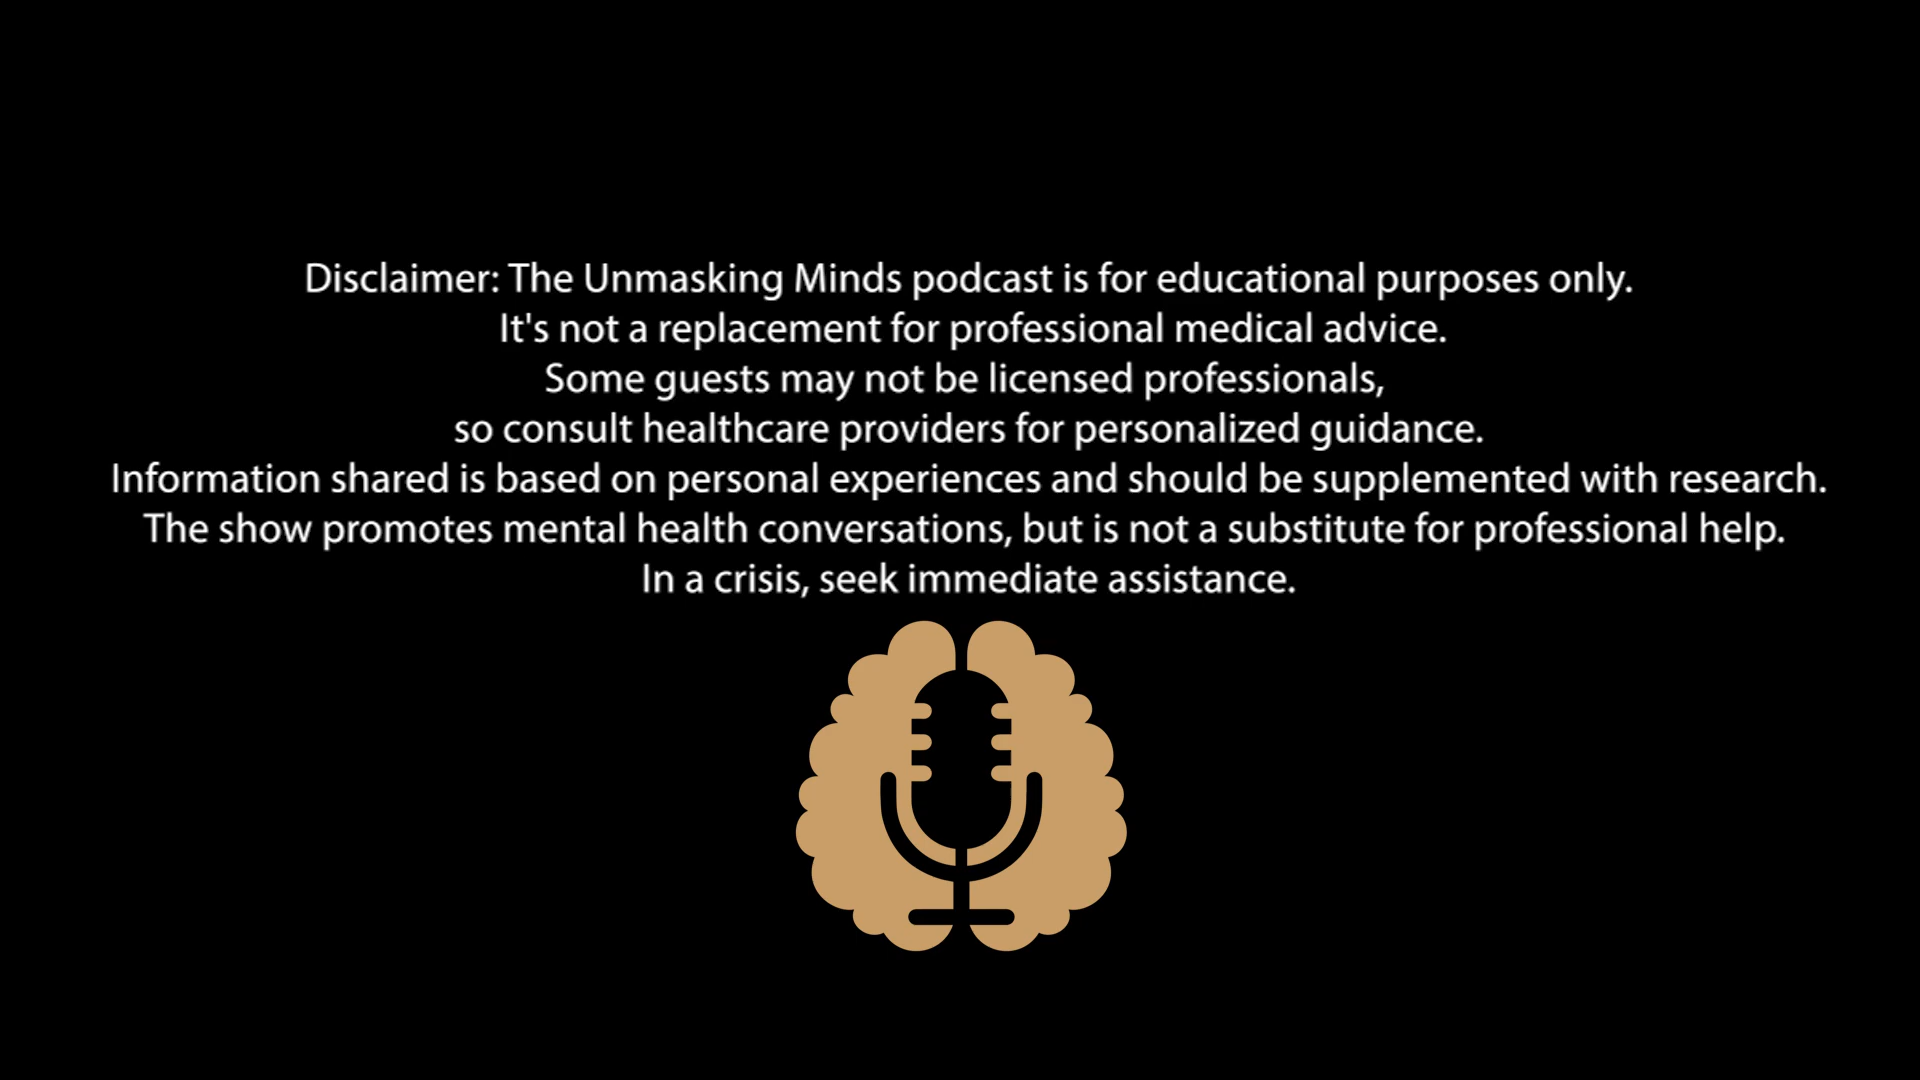 Disclaimer: The Unmasking Minds podcast is for educational purposes only.
It's not a replacement for professional medical advice.
Some guests may not be licensed professionals,
so consult healthcare providers for personalized guidance.
Information shared is based on personal experiences and should be supplemented with research.
The show promotes mental health conversations, but is not a substitute for professional help.
In a crisis, seek immediate assistance.